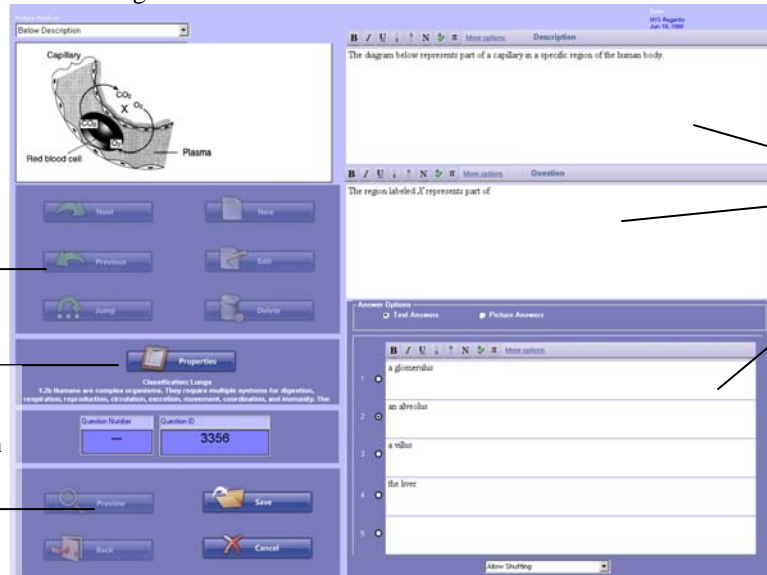 Picture Position
Below Description
Capillary
CO2
X
O2
CO2
O2
Red blood cell
Plasma
Next
New
Previous
Edit
Jump
Delete
Properties
Classification: Lungs
1.2b Humans are complex organisms. They require multiple systems for digestion,
respiration, reproduction, circulation, excretion, movement, coordination, and immunity. The
Question Number
Question ID
---
3356
Preview
Save
Back
Cancel
NYS Regents
Jun 18, 1998
B I U N π More options Description
The diagram below represents part of a capillary in a specific region of the human body.
B I U N π More options Question
The region labeled X represents part of
Answer Options
Text Answers
Picture Answers
B I U N π More options
1 a glomerulus
2 an alveolus
3 a villus
4 the liver
5
Allow Shuffling